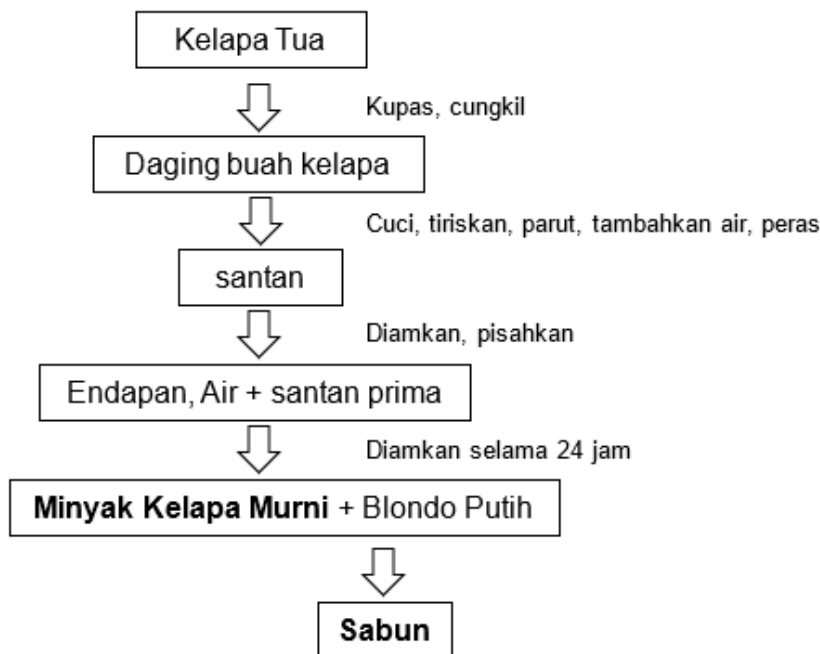 Kelapa Tua
Kupas, cungkil
Daging buah kelapa
Cuci, tiriskan, parut, tambahkan air, peras
santan
Diamkan, pisahkan
Endapan, Air + santan prima
Diamkan selama 24 jam
Minyak Kelapa Murni + Blondo Putih
Sabun